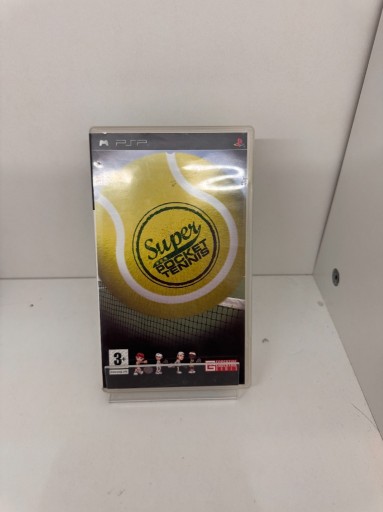 PSP
Super
POCKET
TENNIS
3+